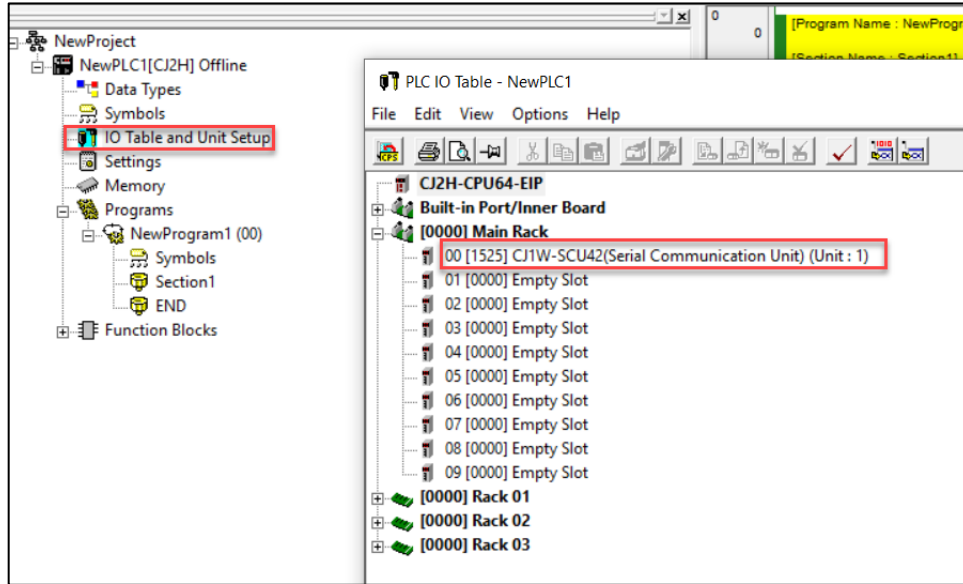 NewProject
NewPLC1[CJ2H] Offline
Data Types
Symbols
IO Table and Unit Setup
Settings
Memory
Programs
NewProgram1 (00)
Symbols
Section1
END
Function Blocks
0
0
[Program Name : NewProgr
[Section Name : Section1]
PLC IO Table - NewPLC1
File Edit View Options Help
CJ2H-CPU64-EIP
Built-in Port/Inner Board
[0000] Main Rack
00 [1525] CJ1W-SCU42(Serial Communication Unit) (Unit : 1)
01 [0000] Empty Slot
02 [0000] Empty Slot
03 [0000] Empty Slot
04 [0000] Empty Slot
05 [0000] Empty Slot
06 [0000] Empty Slot
07 [0000] Empty Slot
08 [0000] Empty Slot
09 [0000] Empty Slot
[0000] Rack 01
[0000] Rack 02
[0000] Rack 03